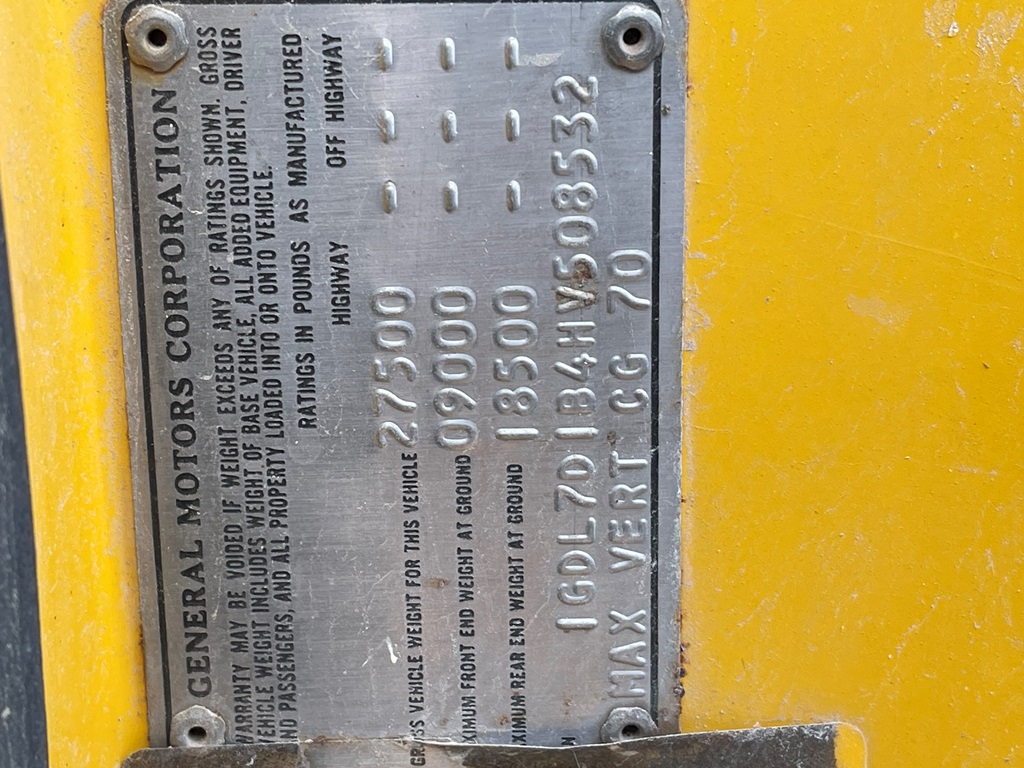 GENERAL MOTORS CORPORATION
WARRANTY MAY BE VOIDED IF WEIGHT EXCEEDS ANY OF RATINGS SHOWN. GROSS
VEHICLE WEIGHT INCLUDES WEIGHT OF BASE VEHICLE, ALL ADDED EQUIPMENT, DRIVER
AND PASSENGERS, AND ALL PROPERTY LOADED INTO OR ONTO VEHICLE.
RATINGS IN POUNDS AS MANUFACTURED
HIGHWAY OFF HIGHWAY
GROSS VEHICLE WEIGHT FOR THIS VEHICLE 27500 - - -
XIMUM FRONT END WEIGHT AT GROUND 09000 - - -
XIMUM REAR END WEIGHT AT GROUND 18500 - - -
1GDL7D1B4HV508532
MAX VERT CG 70